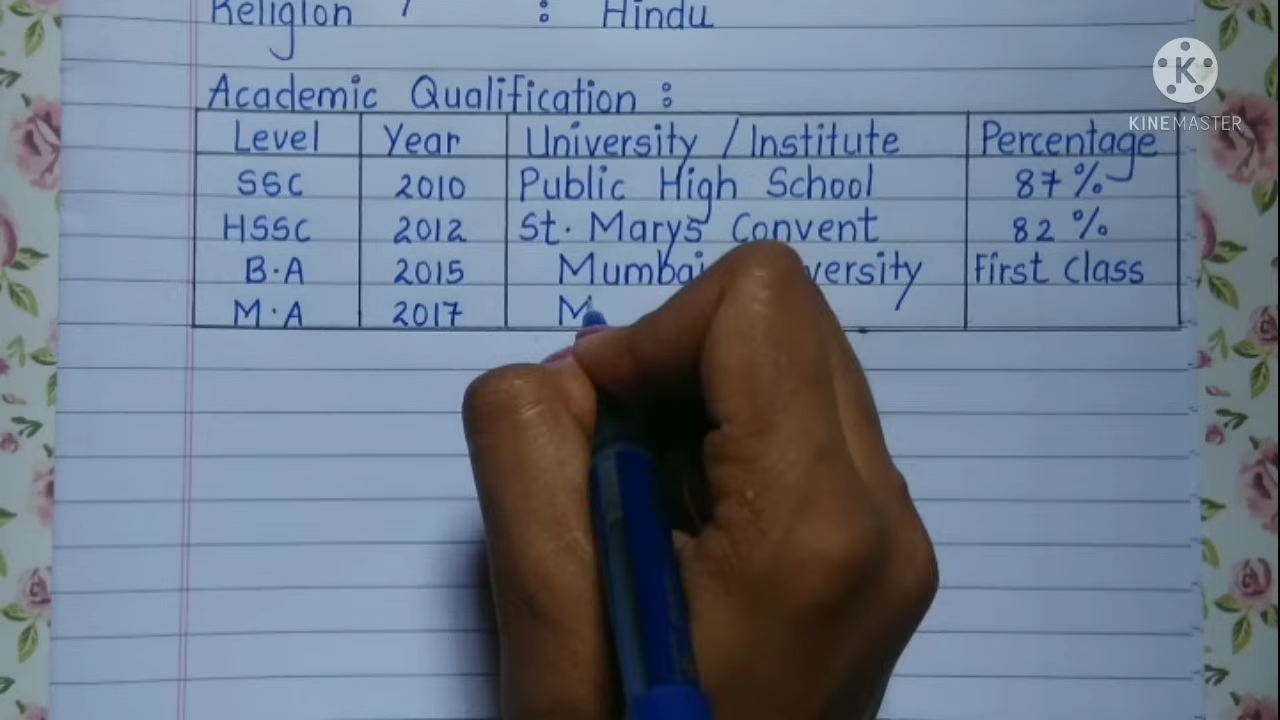 Religion : Hindu
Academic Qualification :
Level Year University / Institute Percentage
SSC 2010 Public High School 87 %
HSSC 2012 St. Marys Convent 82 %
B.A 2015 First Class
M.A 2017 M
K
KINEMASTER